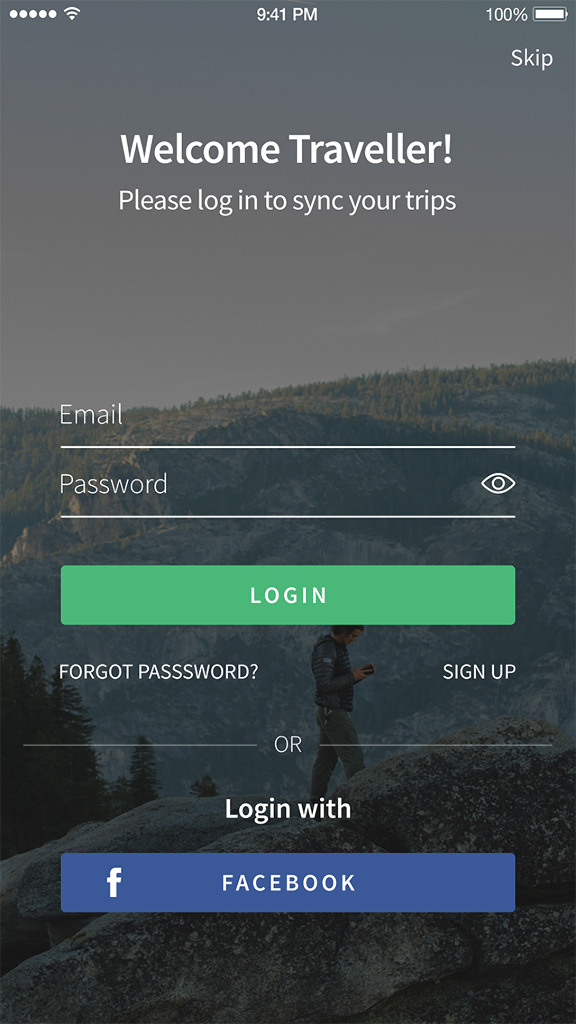 9:41 PM
100%
Skip
Welcome Traveller!
Please log in to sync your trips
Email
Password
LOGIN
FORGOT PASSSWORD?
SIGN UP
OR
Login with
f
FACEBOOK